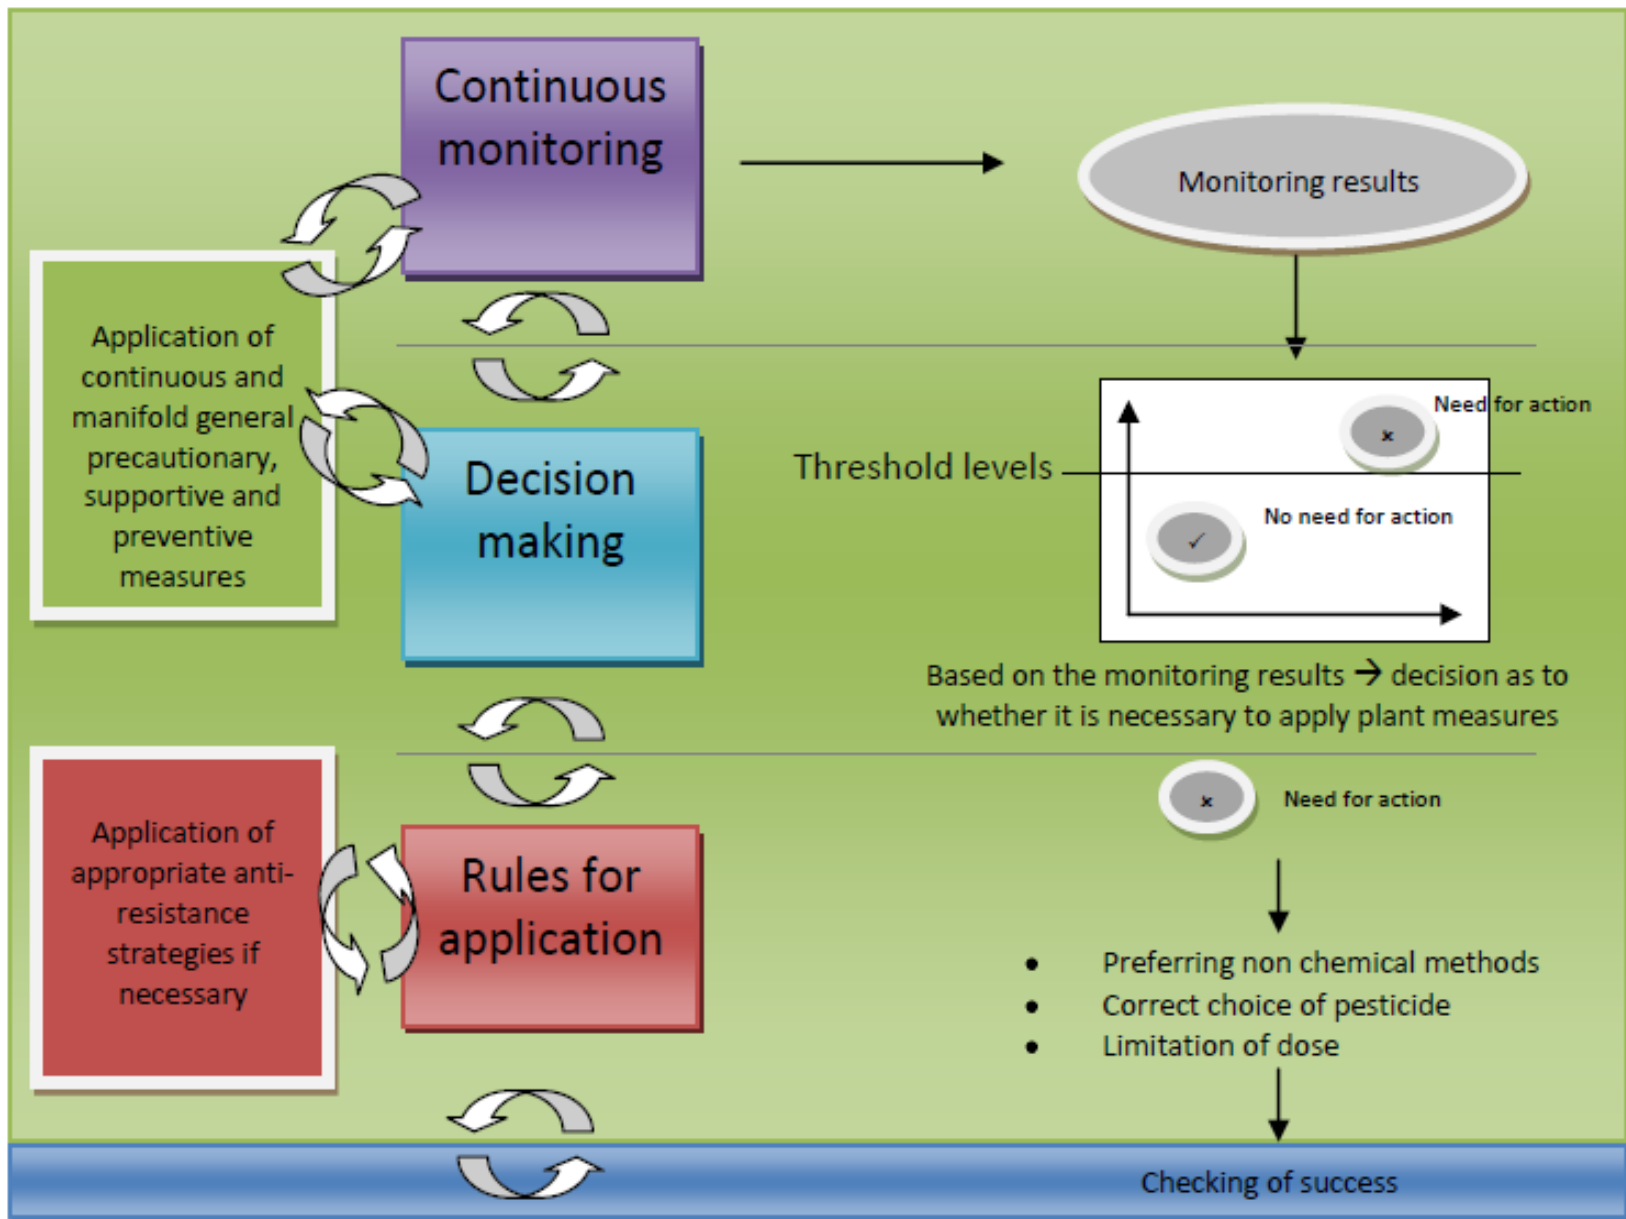 Continuous
monitoring
Monitoring results
Application of
continuous and
manifold general
precautionary,
supportive and
preventive
measures
Decision
making
Threshold levels
Need for action
No need for action
Based on the monitoring results → decision as to
whether it is necessary to apply plant measures
Application of
appropriate anti-
resistance
strategies if
necessary
Rules for
application
Need for action
• Preferring non chemical methods
• Correct choice of pesticide
• Limitation of dose
Checking of success